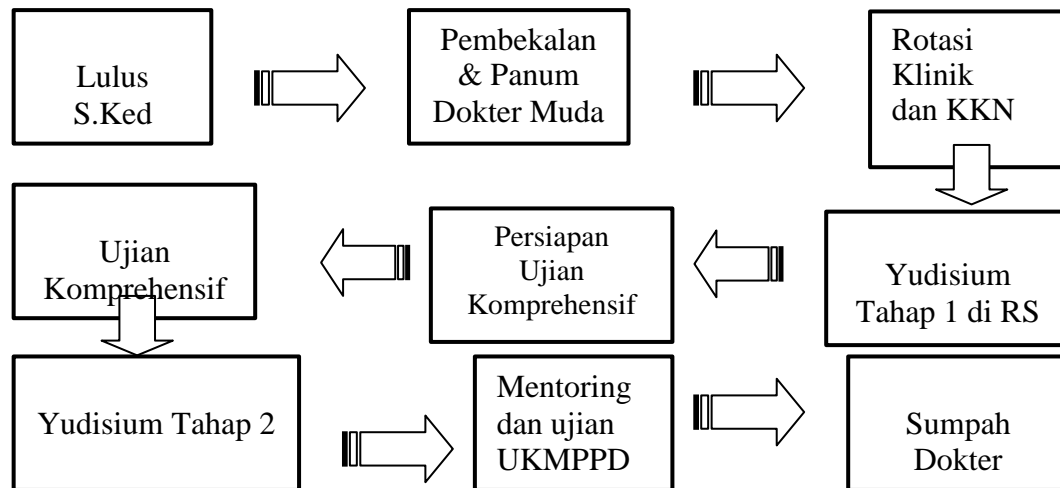 Lulus
S.Ked
Pembekalan
& Panum
Dokter Muda
Rotasi
Klinik
dan KKN
Ujian
Komprehensif
Persiapan
Ujian
Komprehensif
Yudisium
Tahap 1 di RS
Yudisium Tahap 2
Mentoring
dan ujian
UKMPPD
Sumpah
Dokter